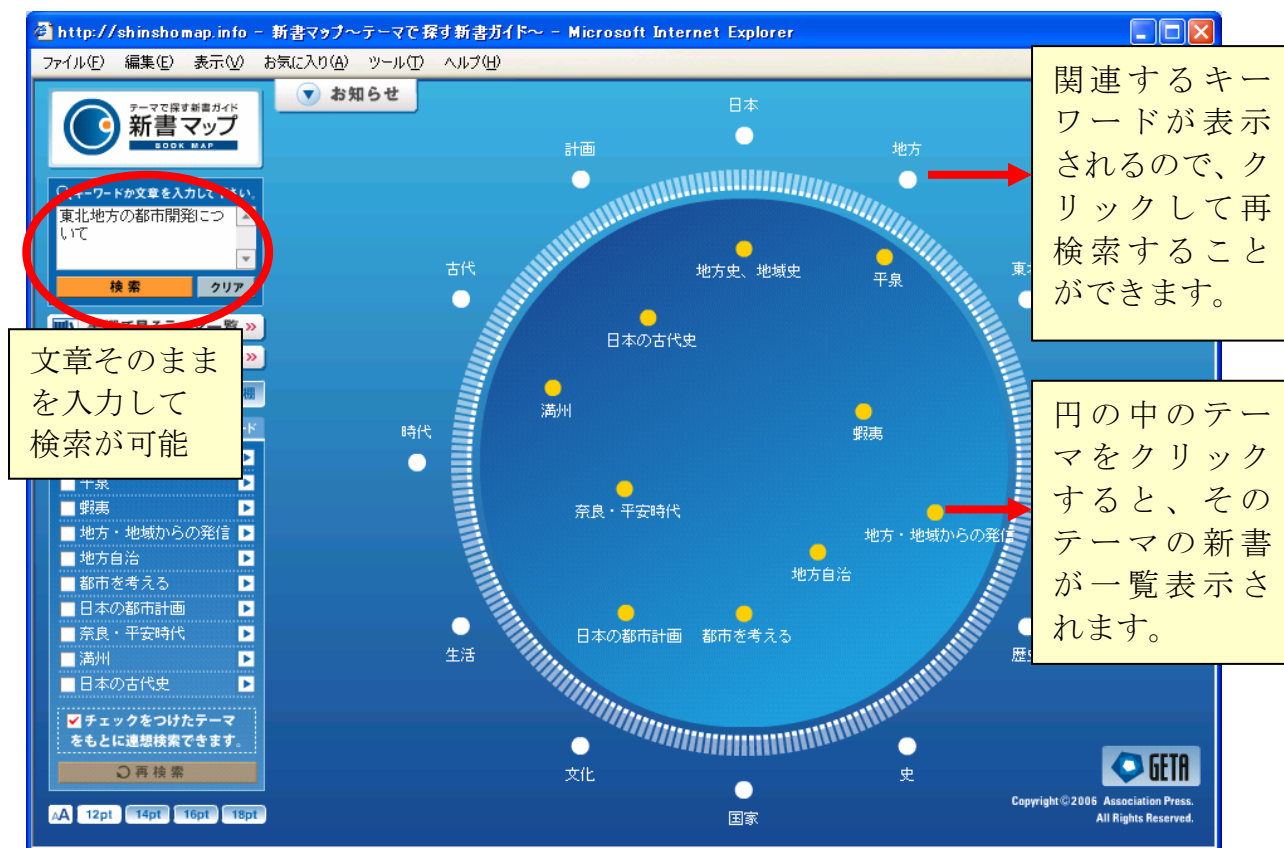 http://shinshomap.info - 新書マップ～テーマで探す新書ガイド～ - Microsoft Internet Explorer
ファイル(F) 編集(E) 表示(V) お気に入り(A) ツール(T) ヘルプ(H)
テーマで探す新書ガイド
新書マップ
BOOK MAP
お知らせ
キーワードか文章を入力して下さい。
東北地方の都市開発につ
いて
検索 クリア
文章そのまま
を入力して
検索が可能
平泉
蝦夷
地方・地域からの発信
地方自治
都市を考える
日本の都市計画
奈良・平安時代
満州
日本の古代史
チェックをつけたテーマ
をもとに連想検索できます。
再検索
AA 12pt 14pt 16pt 18pt
日本
計画
地方
古代
時代
生活
文化
国家
史
地方史、地域史
平泉
日本の古代史
満州
蝦夷
奈良・平安時代
地方・地域からの発信
地方自治
日本の都市計画
都市を考える
関連するキー
ワードが表示
されるので、ク
リックして再
検索すること
ができます。
円の中のテー
マをクリック
すると、その
テーマの新書
が一覧表示さ
れます。
GETA
Copyright©2006 Association Press.
All Rights Reserved.